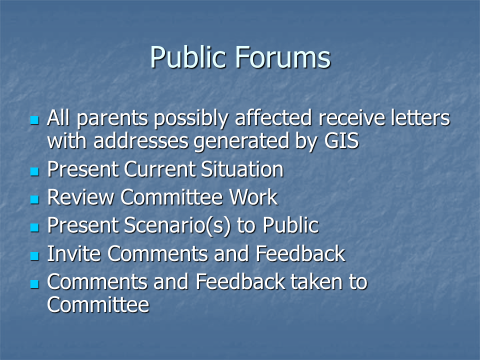 Public Forums
All parents possibly affected receive letters
with addresses generated by GIS
Present Current Situation
Review Committee Work
Present Scenario(s) to Public
Invite Comments and Feedback
Comments and Feedback taken to
Committee